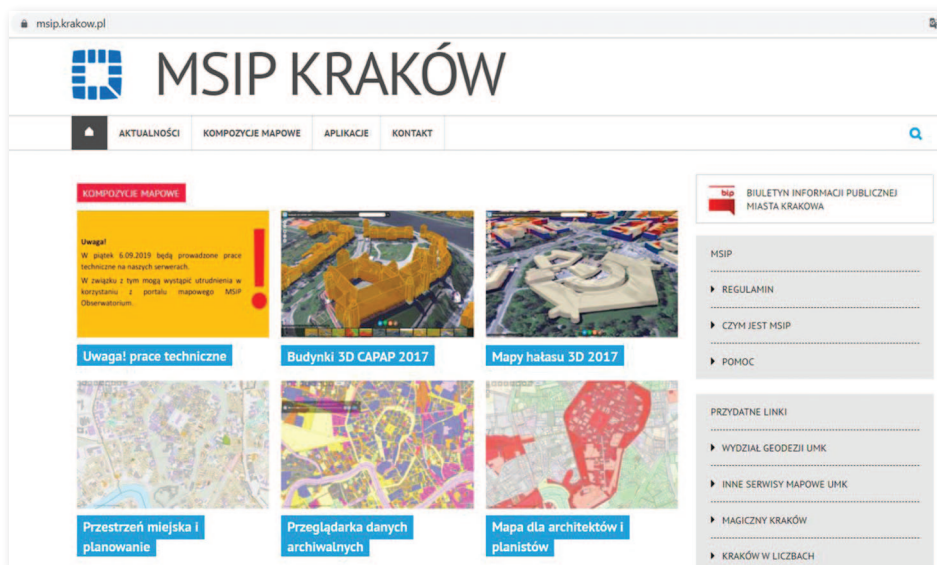 msip.krakow.pl
MSIP KRAKÓW
AKTUALNOŚCI
KOMPOZYCJE MAPOWE
APLIKACJE
KONTAKT
KOMPOZYCJE MAPOWE
Uwaga!
W piątek 6.09.2019 będą prowadzone prace
techniczne na naszych serwerach.
W związku z tym mogą wystąpić utrudnienia w
korzystaniu z portalu mapowego MSIP
Obserwatorium.
Uwaga! prace techniczne
Budynki 3D CAPAP 2017
Mapy hałasu 3D 2017
Przestrzeń miejska i
planowanie
Przeglądarka danych
archiwalnych
Mapa dla architektów i
planistów
bip
BIULETYN INFORMACJI PUBLICZNEJ
MIASTA KRAKOWA
MSIP
REGULAMIN
CZYM JEST MSIP
POMOC
PRZYDATNE LINKI
WYDZIAŁ GEODEZJI UMK
INNE SERWISY MAPOWE UMK
MAGICZNY KRAKÓW
KRAKÓW W LICZBACH